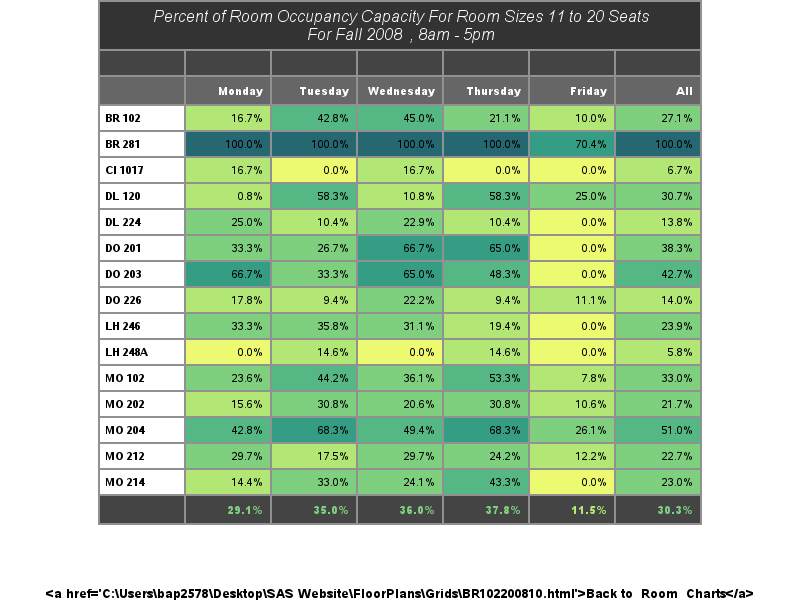 Percent of Room Occupancy Capacity For Room Sizes 11 to 20 Seats
For Fall 2008 , 8am - 5pm
Monday Tuesday Wednesday Thursday Friday All
BR 102 16.7% 42.8% 45.0% 21.1% 10.0% 27.1%
BR 281 100.0% 100.0% 100.0% 100.0% 70.4% 100.0%
CI 1017 16.7% 0.0% 16.7% 0.0% 0.0% 6.7%
DL 120 0.8% 58.3% 10.8% 58.3% 25.0% 30.7%
DL 224 25.0% 10.4% 22.9% 10.4% 0.0% 13.8%
DO 201 33.3% 26.7% 66.7% 65.0% 0.0% 38.3%
DO 203 66.7% 33.3% 65.0% 48.3% 0.0% 42.7%
DO 226 17.8% 9.4% 22.2% 9.4% 11.1% 14.0%
LH 246 33.3% 35.8% 31.1% 19.4% 0.0% 23.9%
LH 248A 0.0% 14.6% 0.0% 14.6% 0.0% 5.8%
MO 102 23.6% 44.2% 36.1% 53.3% 7.8% 33.0%
MO 202 15.6% 30.8% 20.6% 30.8% 10.6% 21.7%
MO 204 42.8% 68.3% 49.4% 68.3% 26.1% 51.0%
MO 212 29.7% 17.5% 29.7% 24.2% 12.2% 22.7%
MO 214 14.4% 33.0% 24.1% 43.3% 0.0% 23.0%
29.1% 35.0% 36.0% 37.8% 11.5% 30.3%
<a href='C:\Users\bap2578\Desktop\SAS Website\FloorPlans\Grids\BR102200810.html'>Back to Room Charts</a>